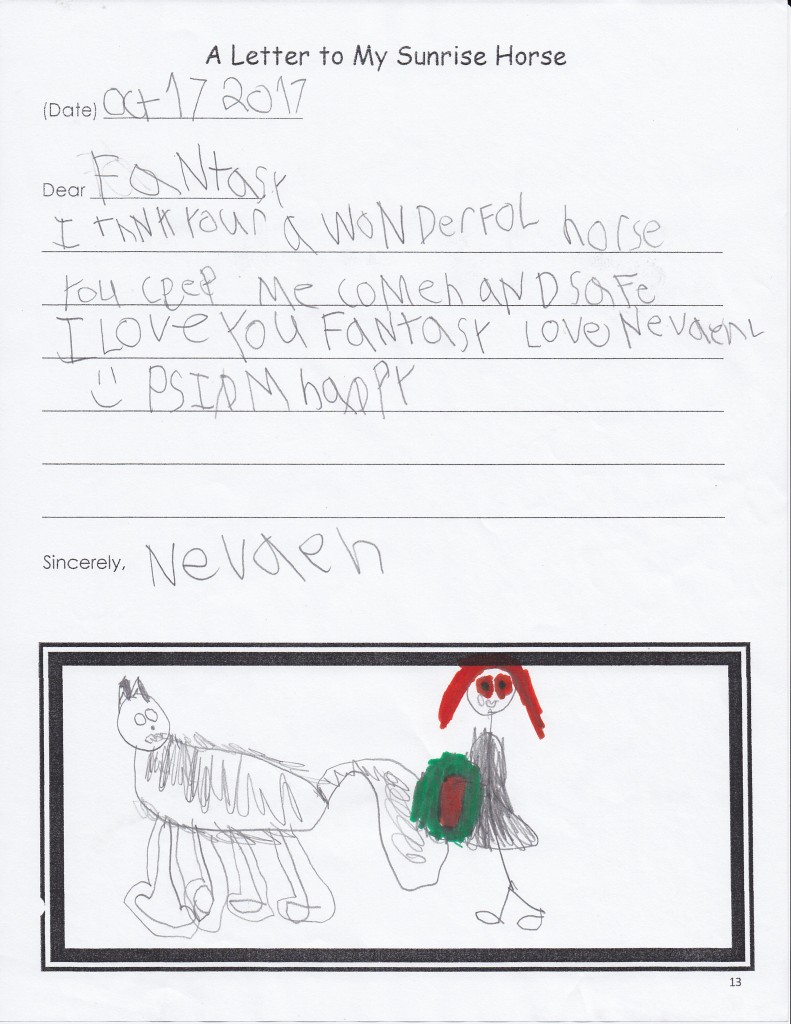 A Letter to My Sunrise Horse
(Date) Oct 17 2017
Dear FaNtasy
I thNK Your a WONDerFOL horse
You ceep Me comeh aND saFe
I LOVe You FaNtasy Love Nevaeh
☺ PS I aM happy
Sincerely, Nevaeh
13